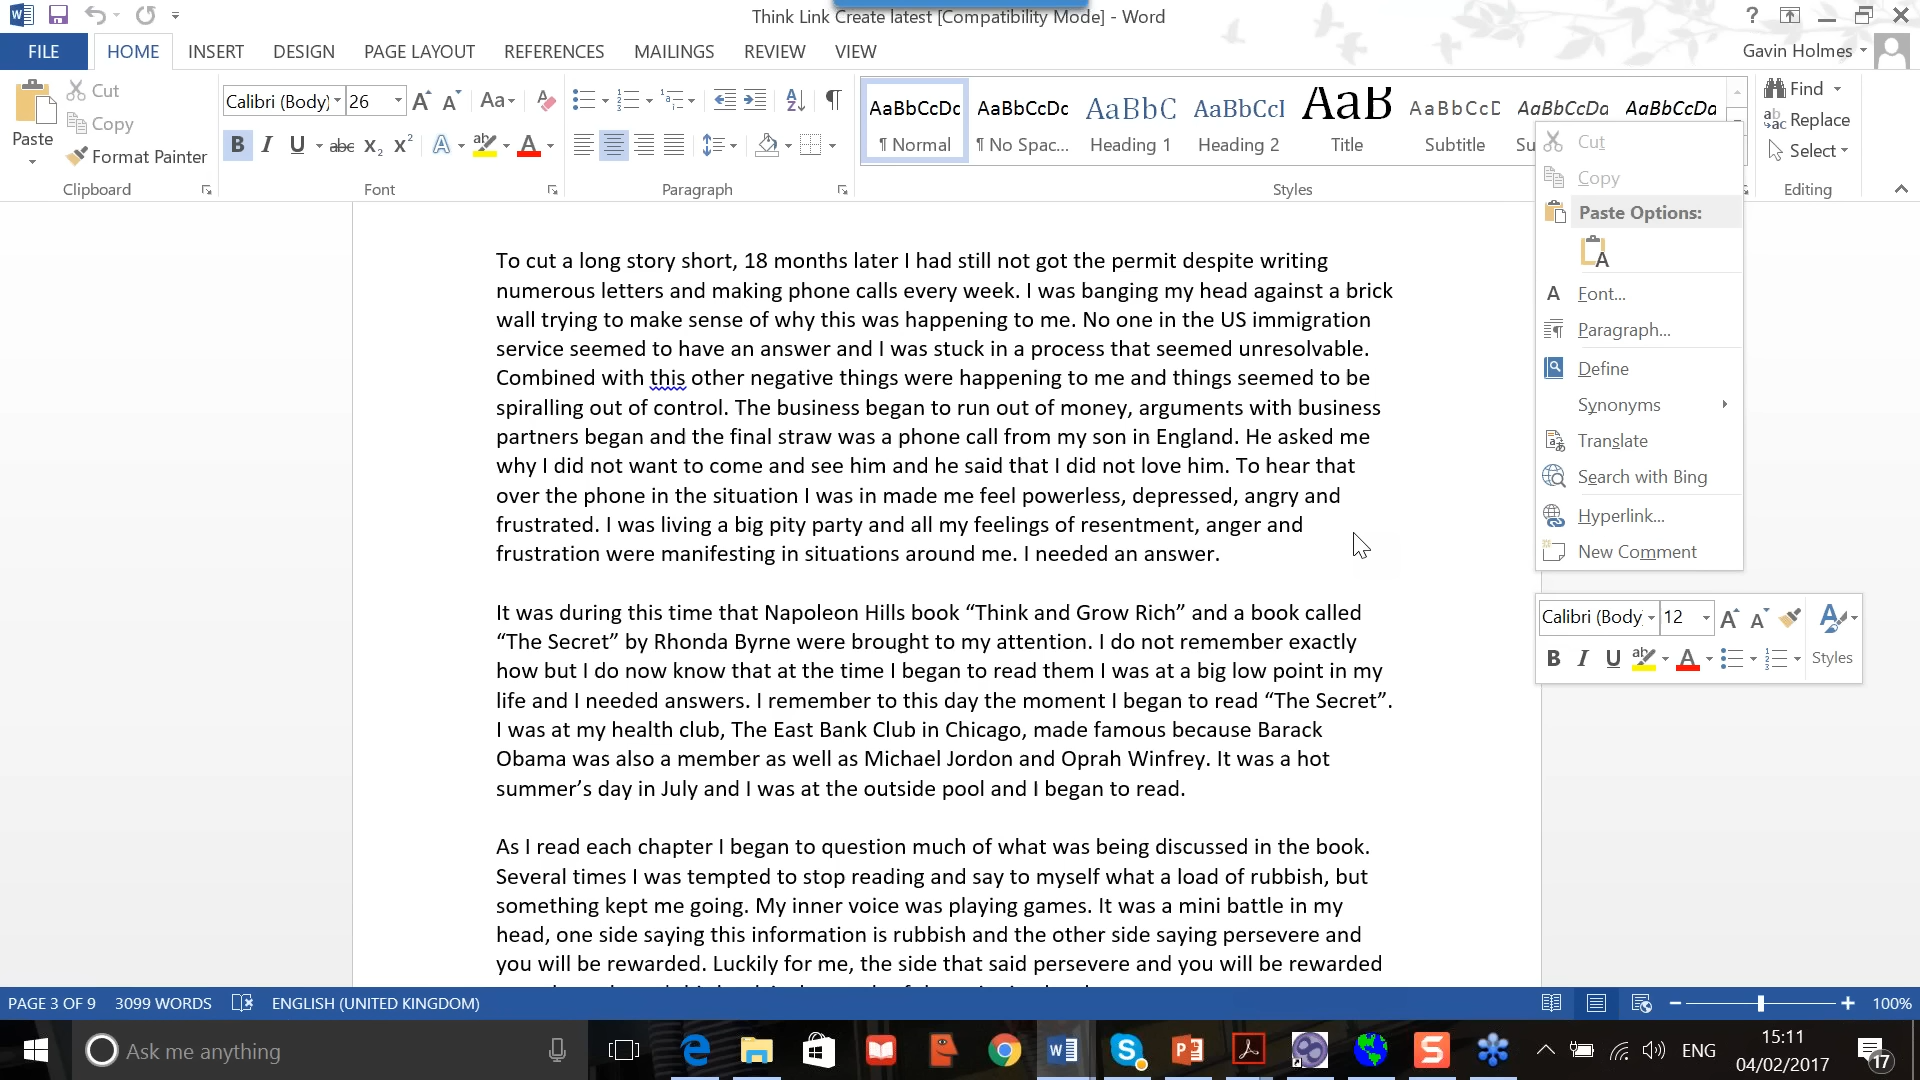 Think Link Create latest [Compatibility Mode] - Word
FILE HOME INSERT DESIGN PAGE LAYOUT REFERENCES MAILINGS REVIEW VIEW
Gavin Holmes
Paste
Cut
Copy
Format Painter
Clipboard
Calibri (Body) 26
Font
Paragraph
AaBbCcDc AaBbCcDc AaBbC AaBbCcI AaB AaBbCcD AaBbCcDa AaBbCcDa
¶ Normal ¶ No Spac... Heading 1 Heading 2 Title Subtitle Su
Styles
Find
Replace
Select
Editing
To cut a long story short, 18 months later I had still not got the permit despite writing
numerous letters and making phone calls every week. I was banging my head against a brick
wall trying to make sense of why this was happening to me. No one in the US immigration
service seemed to have an answer and I was stuck in a process that seemed unresolvable.
Combined with this other negative things were happening to me and things seemed to be
spiralling out of control. The business began to run out of money, arguments with business
partners began and the final straw was a phone call from my son in England. He asked me
why I did not want to come and see him and he said that I did not love him. To hear that
over the phone in the situation I was in made me feel powerless, depressed, angry and
frustrated. I was living a big pity party and all my feelings of resentment, anger and
frustration were manifesting in situations around me. I needed an answer.
It was during this time that Napoleon Hills book “Think and Grow Rich” and a book called
“The Secret” by Rhonda Byrne were brought to my attention. I do not remember exactly
how but I do now know that at the time I began to read them I was at a big low point in my
life and I needed answers. I remember to this day the moment I began to read “The Secret”.
I was at my health club, The East Bank Club in Chicago, made famous because Barack
Obama was also a member as well as Michael Jordon and Oprah Winfrey. It was a hot
summer’s day in July and I was at the outside pool and I began to read.
As I read each chapter I began to question much of what was being discussed in the book.
Several times I was tempted to stop reading and say to myself what a load of rubbish, but
something kept me going. My inner voice was playing games. It was a mini battle in my
head, one side saying this information is rubbish and the other side saying persevere and
you will be rewarded. Luckily for me, the side that said persevere and you will be rewarded
Cut
Copy
Paste Options:
Font...
Paragraph...
Define
Synonyms
Translate
Search with Bing
Hyperlink...
New Comment
Calibri (Body 12
B I U Styles
PAGE 3 OF 9 3099 WORDS ENGLISH (UNITED KINGDOM) 100%
Ask me anything
ENG
15:11
04/02/2017
17